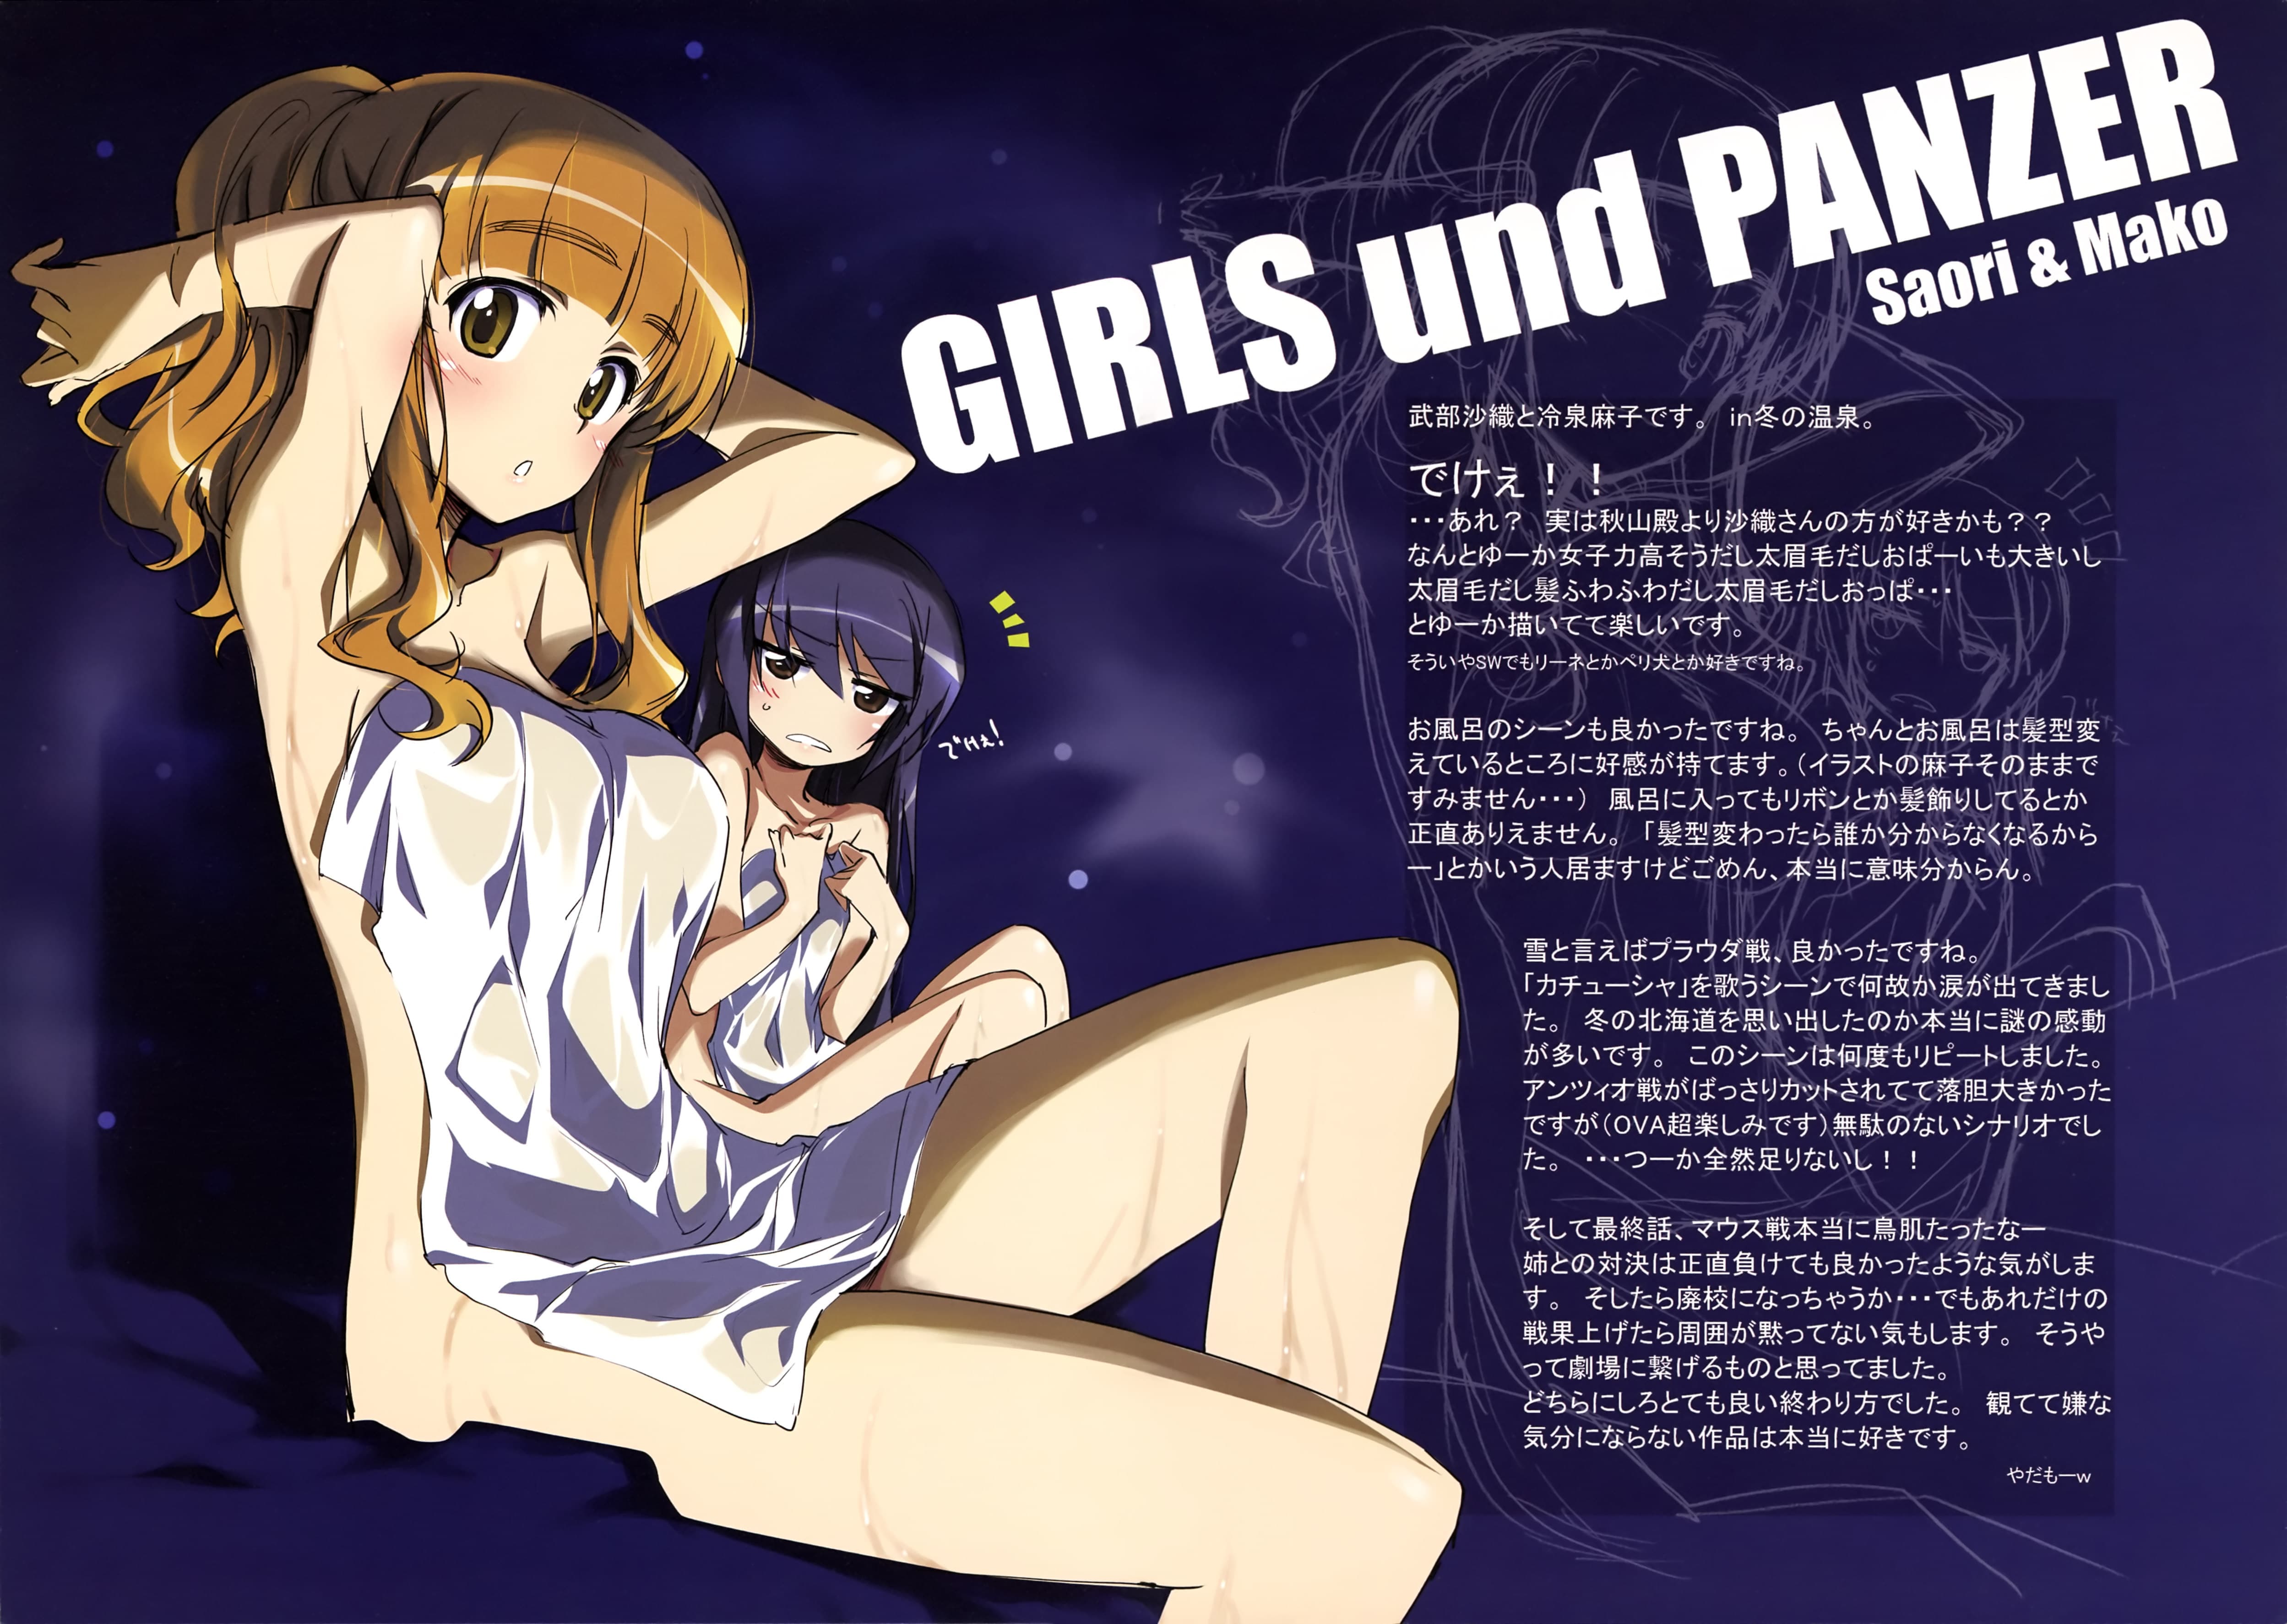 GIRLS und PANZER
Saori & Mako
武部沙織と冷泉麻子です。 in冬の温泉。
でけぇ！！
･･･あれ？ 実は秋山殿より沙織さんの方が好きかも？？
なんとゆーか女子力高そうだし太眉毛だしおぱーいも大きいし
太眉毛だし髪ふわふわだし太眉毛だしおっぱ･･･
とゆーか描いてて楽しいです。
そういやSWでもリーネとかペリ犬とか好きですね。
でけぇ!
お風呂のシーンも良かったですね。 ちゃんとお風呂は髪型変
えているところに好感が持てます。（イラストの麻子そのままで
すみません･･･） 風呂に入ってもリボンとか髪飾りしてるとか
正直ありえません。 「髪型変わったら誰か分からなくなるから
ー」とかいう人居ますけどごめん、本当に意味分からん。
雪と言えばプラウダ戦、良かったですね。
「カチューシャ」を歌うシーンで何故か涙が出てきまし
た。 冬の北海道を思い出したのか本当に謎の感動
が多いです。 このシーンは何度もリピートしました。
アンツィオ戦がばっさりカットされてて落胆大きかった
ですが（OVA超楽しみです）無駄のないシナリオでし
た。 ･･･つーか全然足りないし！！
そして最終話、マウス戦本当に鳥肌たったなー
姉との対決は正直負けても良かったような気がしま
す。 そしたら廃校になっちゃうか･･･でもあれだけの
戦果上げたら周囲が黙ってない気もします。 そうや
って劇場に繋げるものと思ってました。
どちらにしろとても良い終わり方でした。 観てて嫌な
気分にならない作品は本当に好きです。
やだもーw